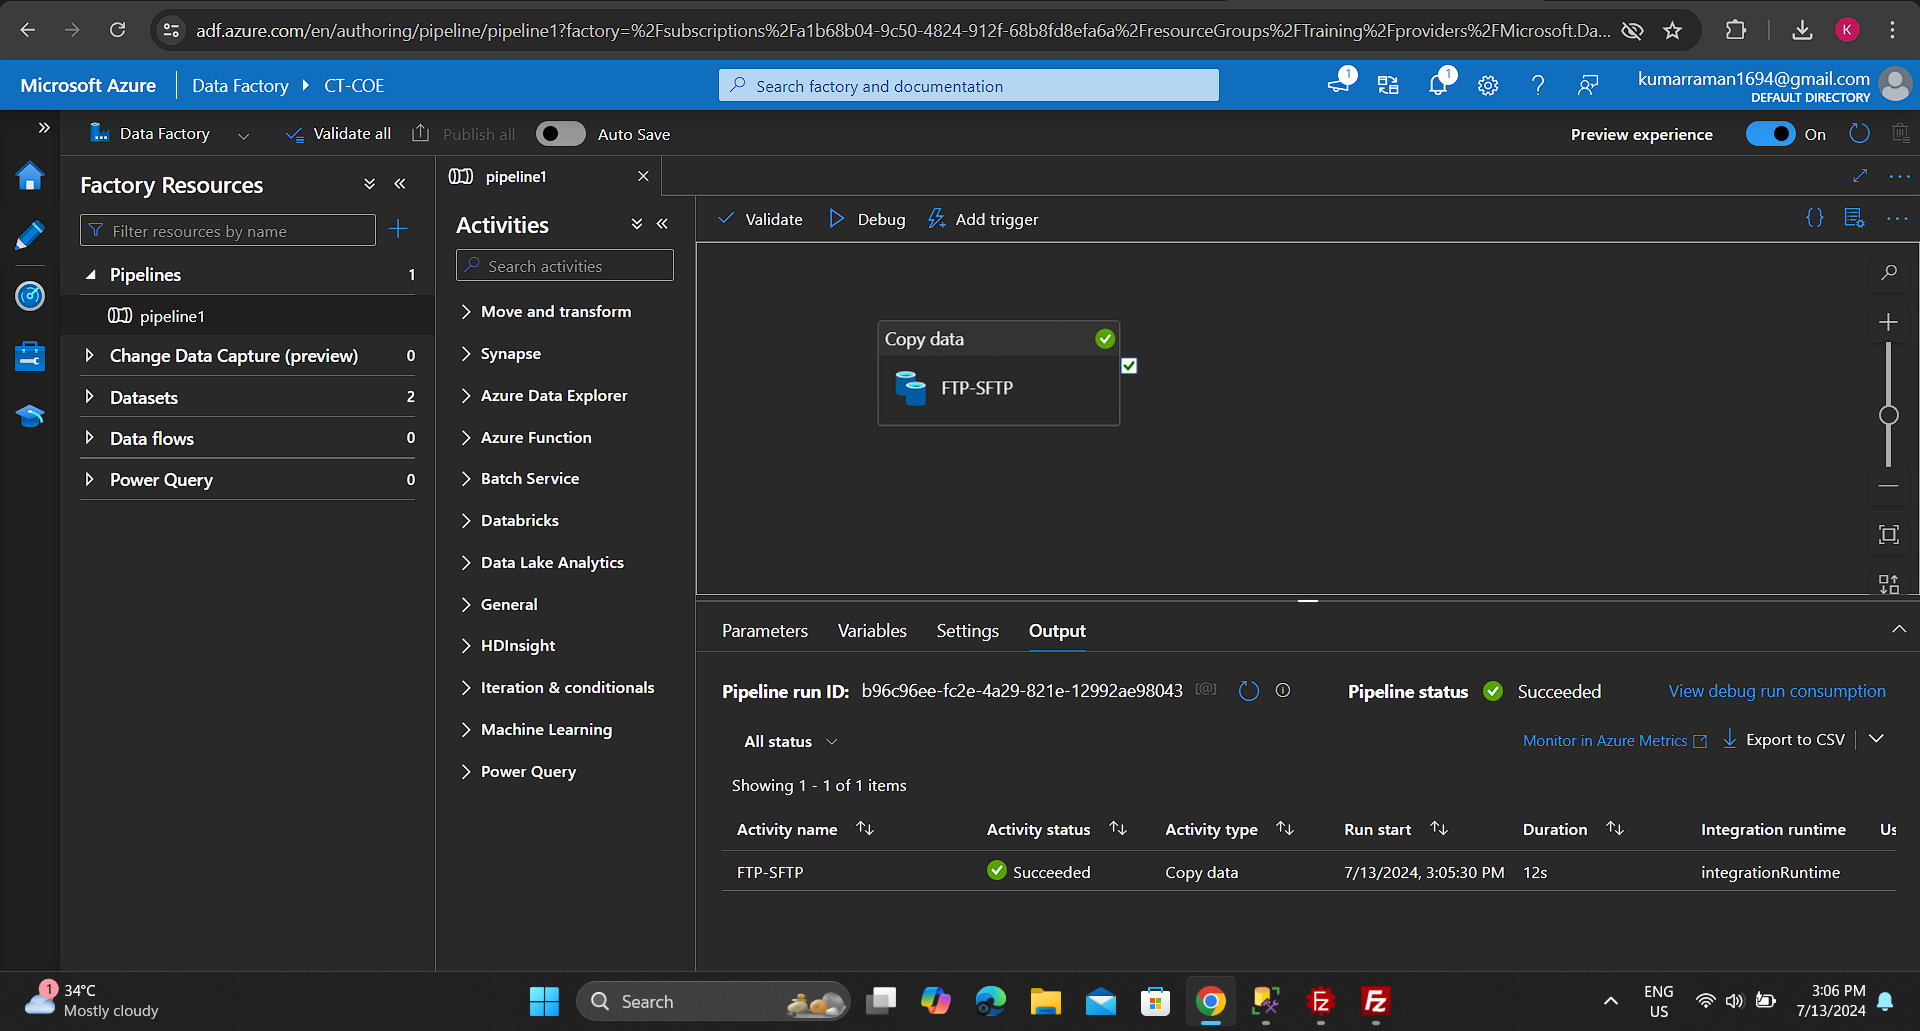 adf.azure.com/en/authoring/pipeline/pipeline1?factory=%2Fsubscriptions%2Fa1b68b04-9c50-4824-912f-68b8fd8efa6a%2FresourceGroups%2FTraining%2Fproviders%2FMicrosoft.Da...
K
Microsoft Azure
Data Factory
CT-COE
Search factory and documentation
1
1
kumarraman1694@gmail.com
DEFAULT DIRECTORY
Data Factory
Validate all
Publish all
Auto Save
Preview experience
On
Factory Resources
Filter resources by name
Pipelines 1
pipeline1
Change Data Capture (preview) 0
Datasets 2
Data flows 0
Power Query 0
pipeline1
Activities
Search activities
Move and transform
Synapse
Azure Data Explorer
Azure Function
Batch Service
Databricks
Data Lake Analytics
General
HDInsight
Iteration & conditionals
Machine Learning
Power Query
Validate
Debug
Add trigger
Copy data
FTP-SFTP
Parameters
Variables
Settings
Output
Pipeline run ID: b96c96ee-fc2e-4a29-821e-12992ae98043
Pipeline status Succeeded
View debug run consumption
All status
Monitor in Azure Metrics
Export to CSV
Showing 1 - 1 of 1 items
Activity name Activity status Activity type Run start Duration Integration runtime Us
FTP-SFTP Succeeded Copy data 7/13/2024, 3:05:30 PM 12s integrationRuntime
1
34°C
Mostly cloudy
Search
ENG
US
3:06 PM
7/13/2024